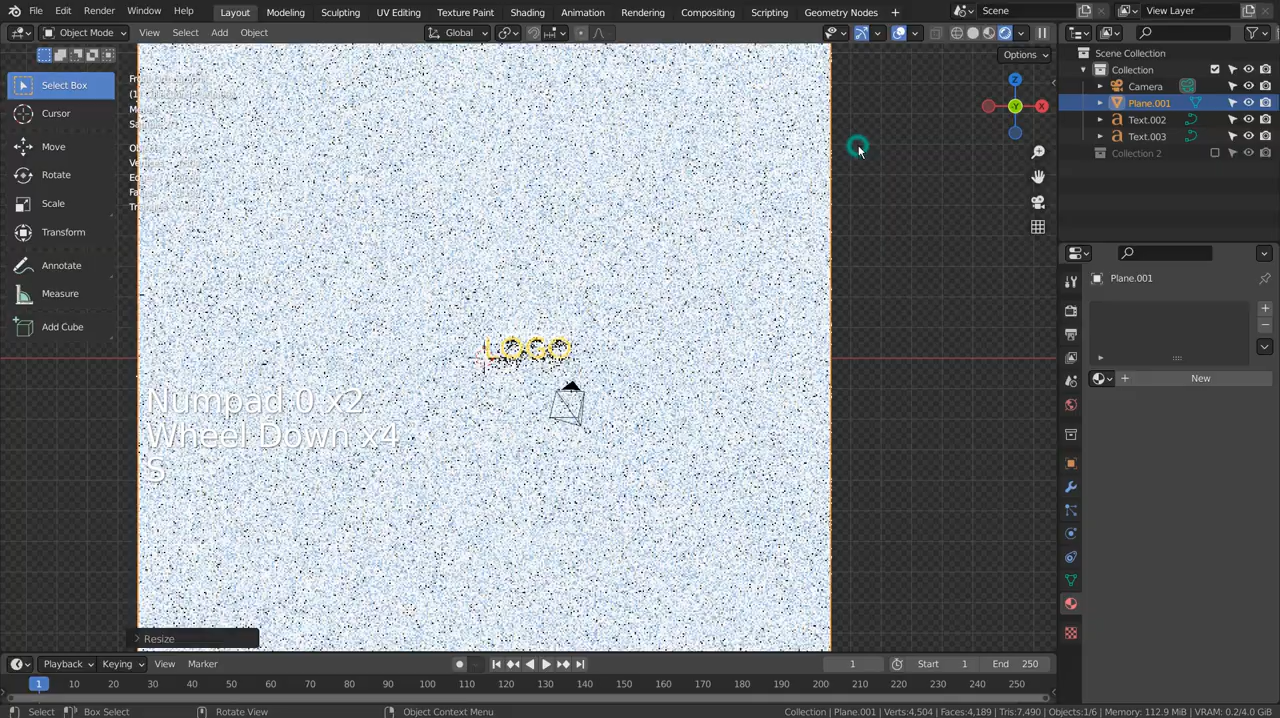 File Edit Render Window Help Layout Modeling Sculpting UV Editing Texture Paint Shading Animation Rendering Compositing Scripting Geometry Nodes + Scene View Layer
Object Mode View Select Add Object Global
Options
Select Box
Cursor
Move
Rotate
Scale
Transform
Annotate
Measure
Add Cube
Z
Y
X
LOGO
Numpad 0 x2
Wheel Down
S
Resize
Scene Collection
Collection
Camera
Plane.001
Text.002
Text.003
Collection 2
Plane.001
New
Playback Keying View Marker 1 Start 1 End 250
1 10 20 30 40 50 60 70 80 90 100 110 120 130 140 150 160 170 180 190 200 210 220 230 240 250
Select Box Select Rotate View Object Context Menu Collection | Plane.001 | Verts:4,504 | Faces:4,189 | Tris:7,490 | Objects:1/6 | Memory: 112.9 MiB | VRAM: 0.2/4.0 GiB